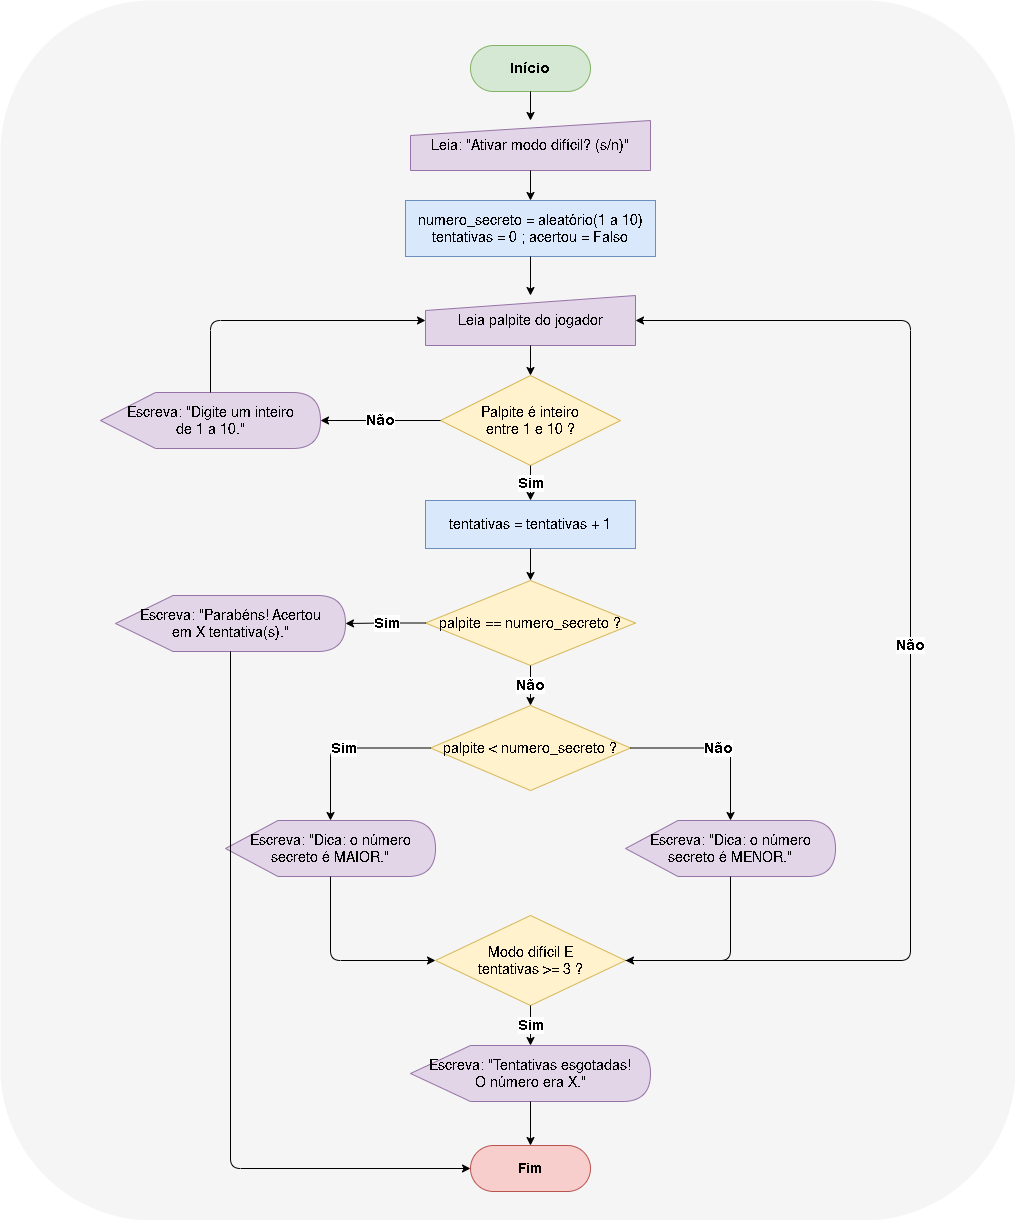 Início
Leia: "Ativar modo difícil? (s/n)"
numero_secreto = aleatório(1 a 10)
tentativas = 0 ; acertou = Falso
Leia palpite do jogador
Palpite é inteiro
entre 1 e 10 ?
Não
Escreva: "Digite um inteiro
de 1 a 10."
Sim
tentativas = tentativas + 1
palpite == numero_secreto ?
Sim
Escreva: "Parabéns! Acertou
em X tentativa(s)."
Não
Não
palpite < numero_secreto ?
Sim
Não
Escreva: "Dica: o número
secreto é MAIOR."
Escreva: "Dica: o número
secreto é MENOR."
Modo difícil E
tentativas >= 3 ?
Sim
Escreva: "Tentativas esgotadas!
O número era X."
Fim